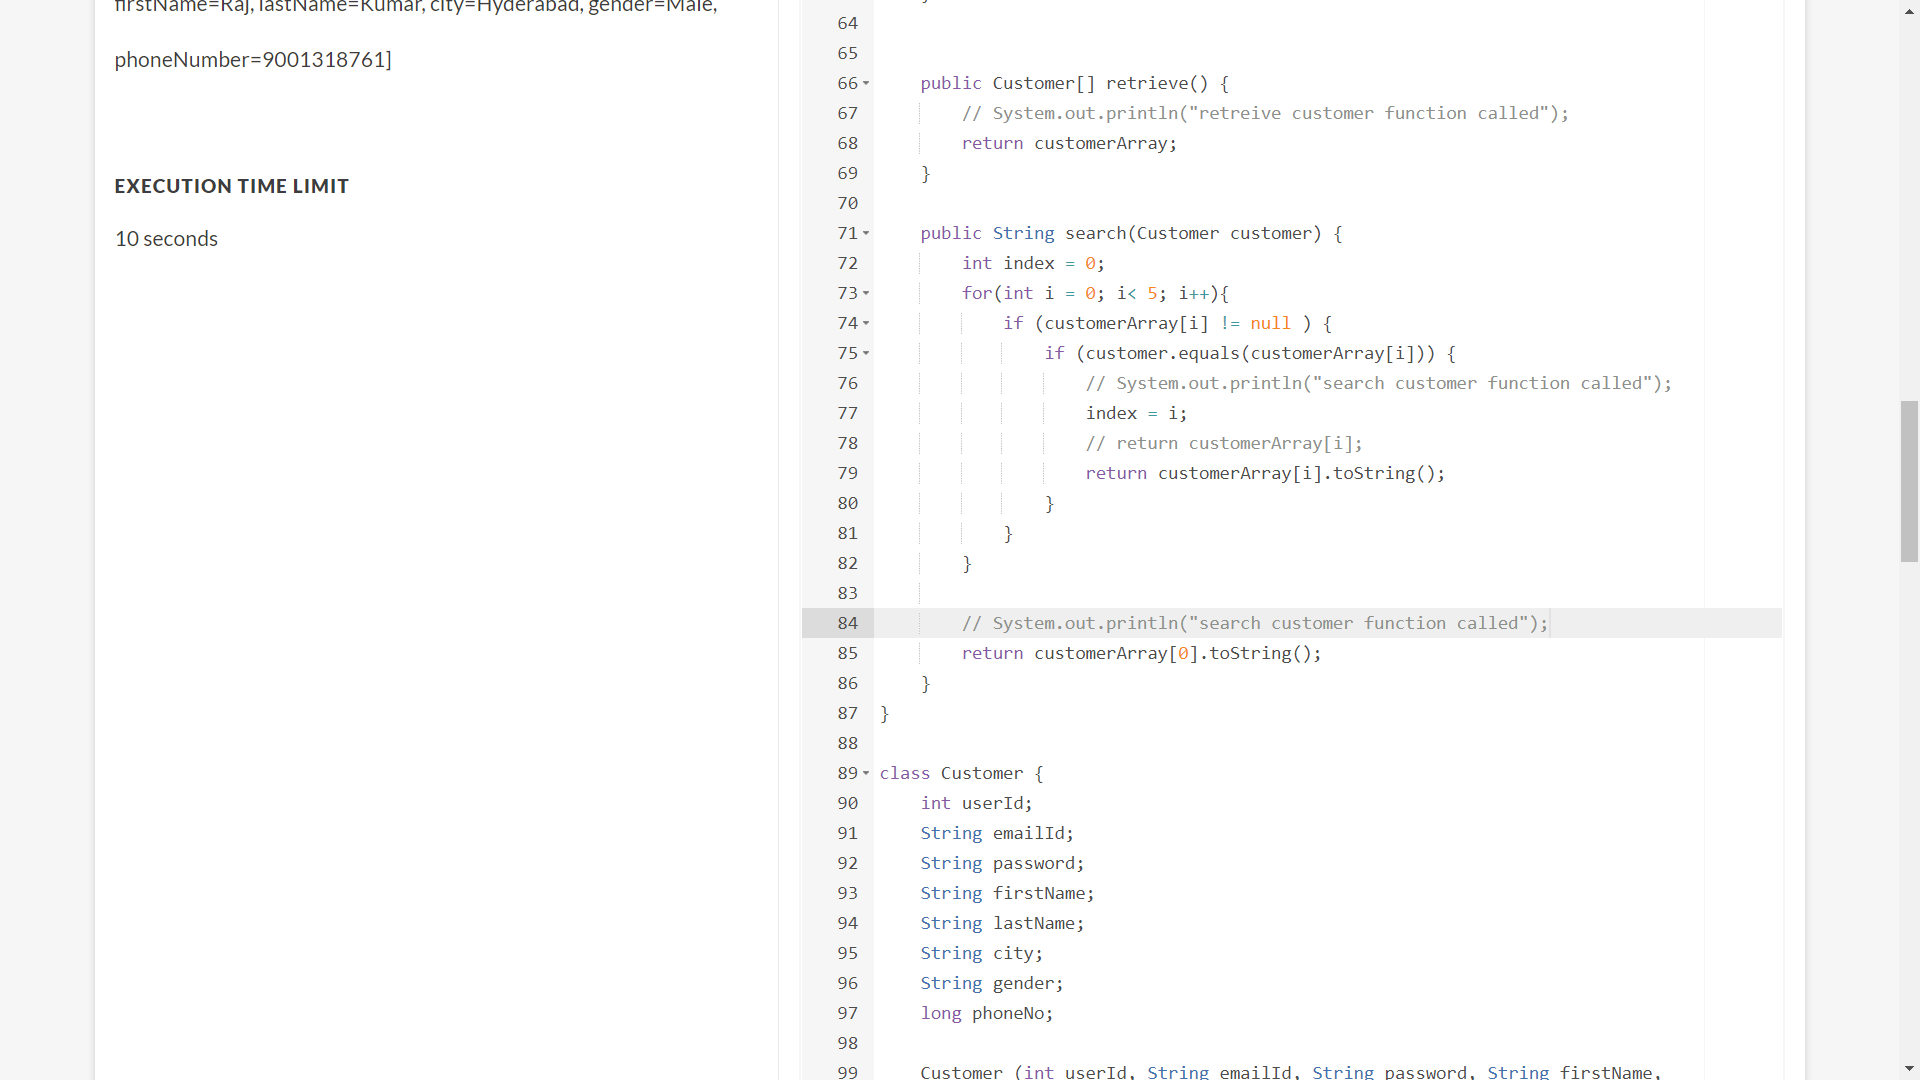 firstName=Raj, lastName=Kumar, city=Hyderabad, gender=Male,
phoneNumber=9001318761]
EXECUTION TIME LIMIT
10 seconds
64
65
66 public Customer[] retrieve() {
67 // System.out.println("retreive customer function called");
68 return customerArray;
69 }
70
71 public String search(Customer customer) {
72 int index = 0;
73 for(int i = 0; i< 5; i++){
74 if (customerArray[i] != null ) {
75 if (customer.equals(customerArray[i])) {
76 // System.out.println("search customer function called");
77 index = i;
78 // return customerArray[i];
79 return customerArray[i].toString();
80 }
81 }
82 }
83
84 // System.out.println("search customer function called");
85 return customerArray[0].toString();
86 }
87 }
88
89 class Customer {
90 int userId;
91 String emailId;
92 String password;
93 String firstName;
94 String lastName;
95 String city;
96 String gender;
97 long phoneNo;
98
99 Customer (int userId, String emailId, String password, String firstName,